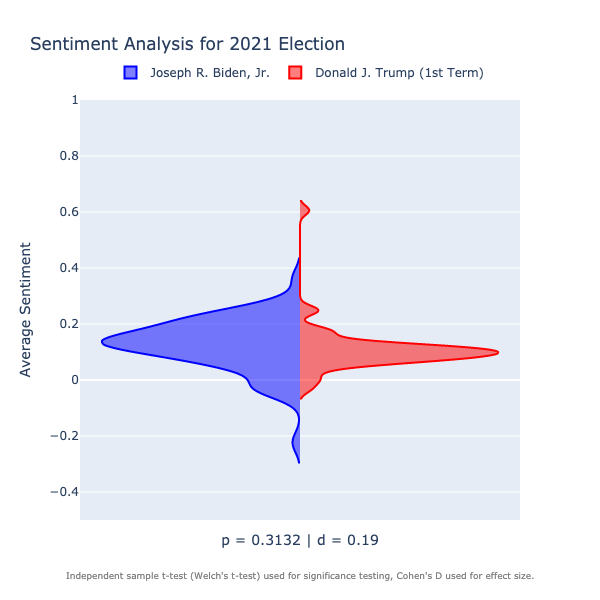 Sentiment Analysis for 2021 Election
Joseph R. Biden, Jr. Donald J. Trump (1st Term)
1
0.8
0.6
0.4
0.2
0
−0.2
−0.4
Average Sentiment
p = 0.3132 | d = 0.19
Independent sample t-test (Welch's t-test) used for significance testing, Cohen's D used for effect size.